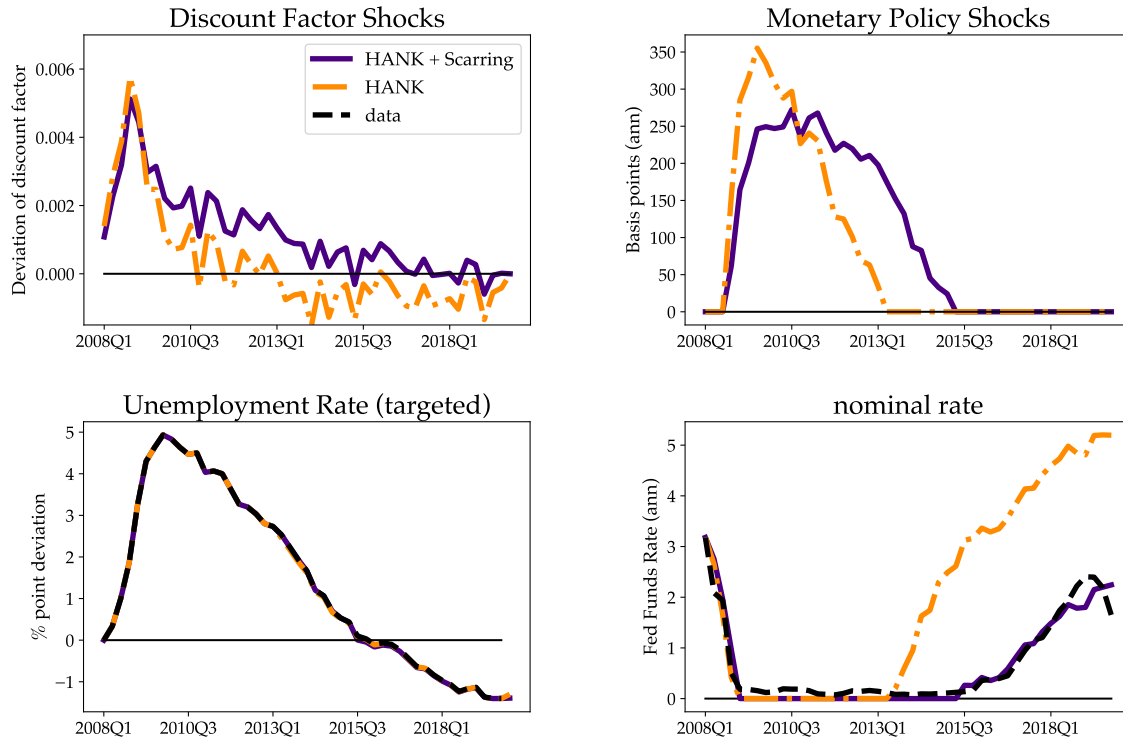 Discount Factor Shocks
Deviation of discount factor
0.006
0.004
0.002
0.000
HANK + Scarring
HANK
data
2008Q1 2010Q3 2013Q1 2015Q3 2018Q1
Monetary Policy Shocks
Basis points (ann)
350
300
250
200
150
100
50
0
2008Q1 2010Q3 2013Q1 2015Q3 2018Q1
Unemployment Rate (targeted)
% point deviation
5
4
3
2
1
0
−1
2008Q1 2010Q3 2013Q1 2015Q3 2018Q1
nominal rate
Fed Funds Rate (ann)
5
4
3
2
1
0
2008Q1 2010Q3 2013Q1 2015Q3 2018Q1